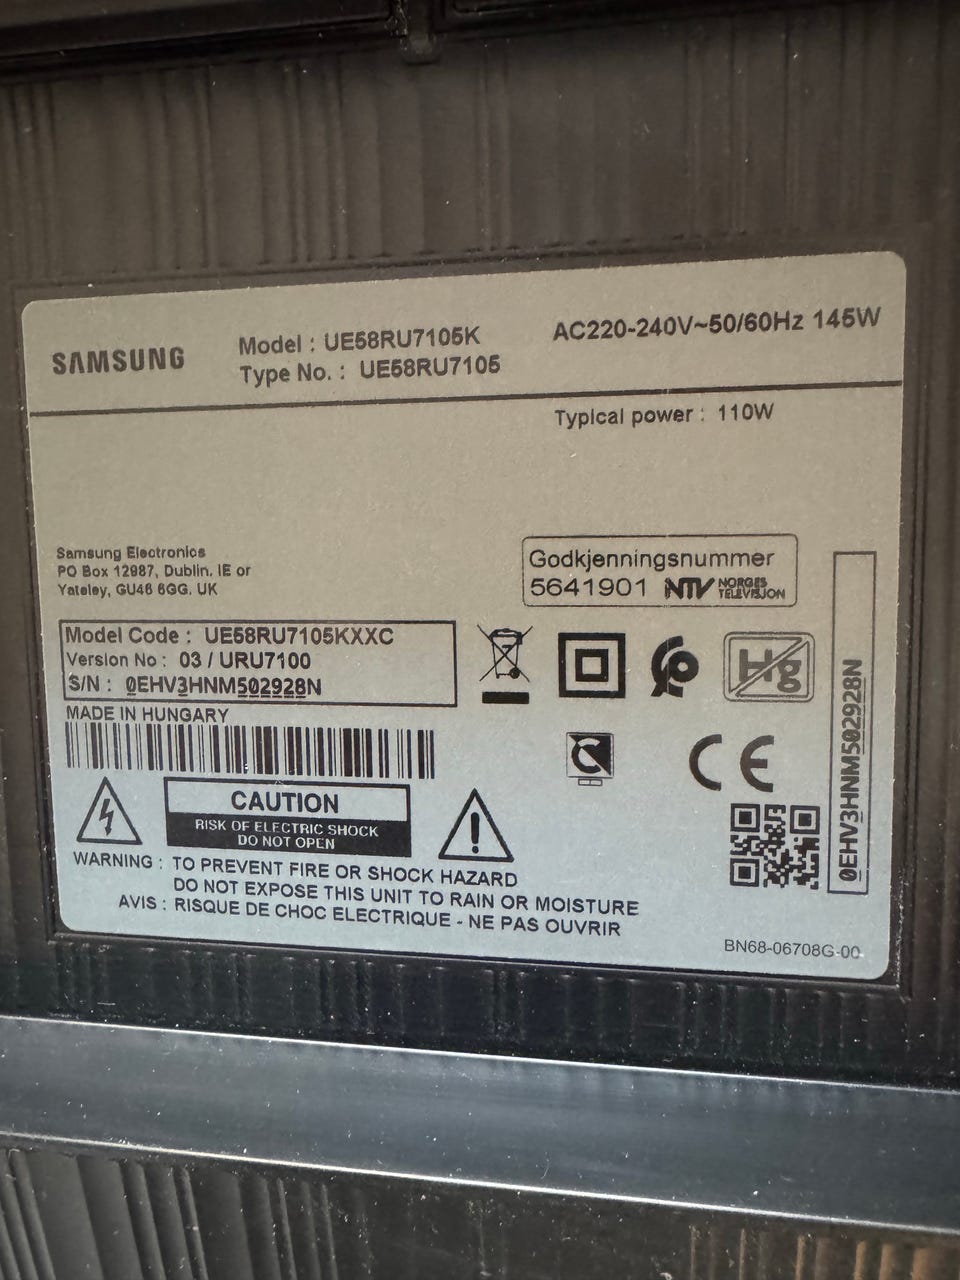 SAMSUNG
Model : UE58RU7105K
Type No. : UE58RU7105
AC220-240V~50/60Hz 145W
Typical power : 110W
Samsung Electronics
PO Box 12987, Dublin. IE or
Yateley, GU46 6GG. UK
Godkjenningsnummer
5641901 NTV NORGES TELEVISJON
Model Code : UE58RU7105KXXC
Version No : 03 / URU7100
S/N : 0EHV3HNM502928N
MADE IN HUNGARY
Hg
CE
CAUTION
RISK OF ELECTRIC SHOCK
DO NOT OPEN
WARNING : TO PREVENT FIRE OR SHOCK HAZARD
DO NOT EXPOSE THIS UNIT TO RAIN OR MOISTURE
AVIS : RISQUE DE CHOC ELECTRIQUE - NE PAS OUVRIR
0EHV3HNM502928N
BN68-06708G-00